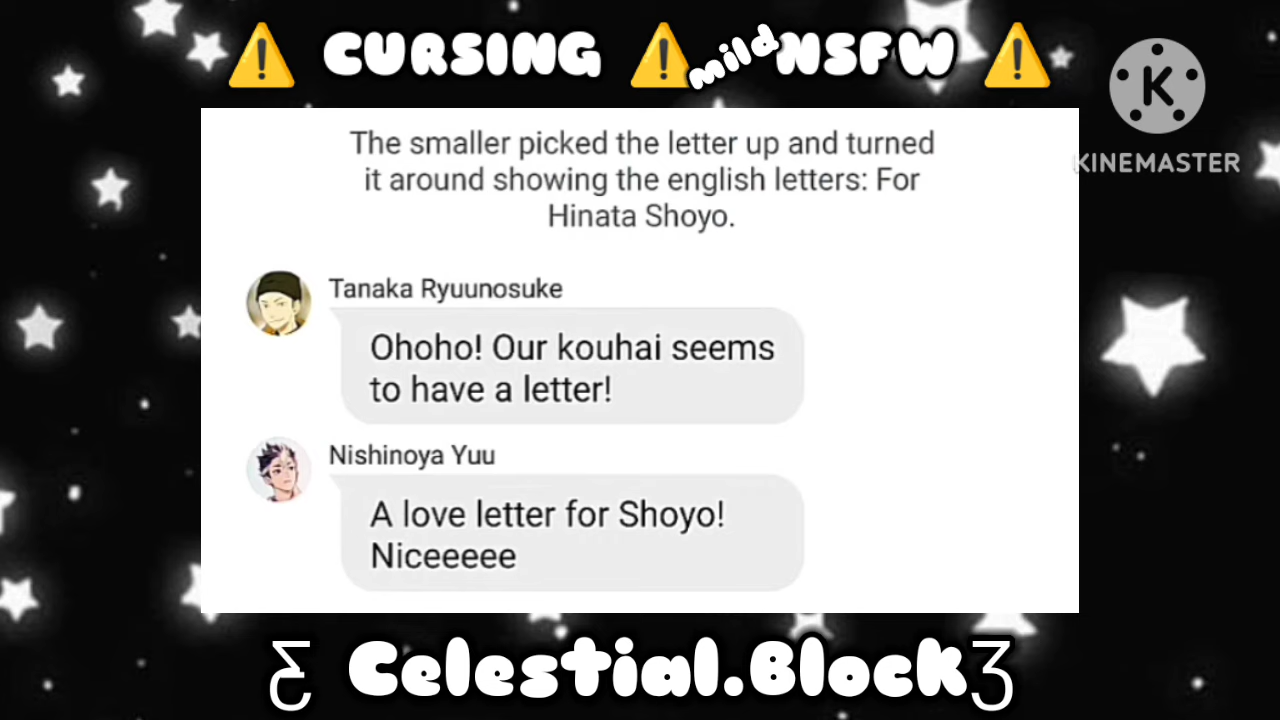 ⚠️ CURSING ⚠️ mild NSFW ⚠️
K
KINEMASTER
The smaller picked the letter up and turned
it around showing the english letters: For
Hinata Shoyo.
Tanaka Ryuunosuke
Ohoho! Our kouhai seems
to have a letter!
Nishinoya Yuu
A love letter for Shoyo!
Niceeeee
Ƹ Celestial.BlockƷ